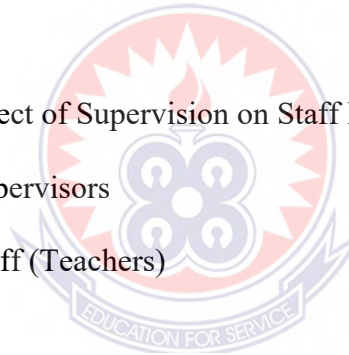 ect of Supervision on Staff
pervisors
ff (Teachers)
EDUCATION FOR SERVICE